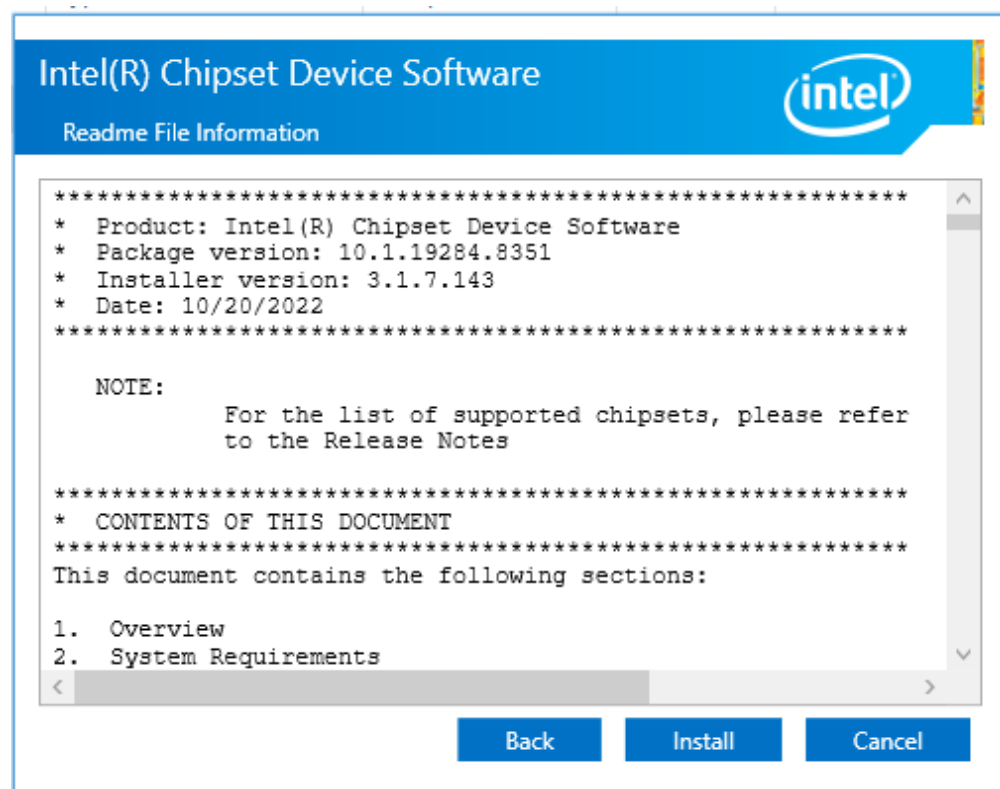 Intel(R) Chipset Device Software
intel
Readme File Information
************************************************************
*  Product: Intel(R) Chipset Device Software
*  Package version: 10.1.19284.8351
*  Installer version: 3.1.7.143
*  Date: 10/20/2022
************************************************************
NOTE:
For the list of supported chipsets, please refer
to the Release Notes
************************************************************
*  CONTENTS OF THIS DOCUMENT
************************************************************
This document contains the following sections:
1.  Overview
2.  System Requirements
Back Install Cancel